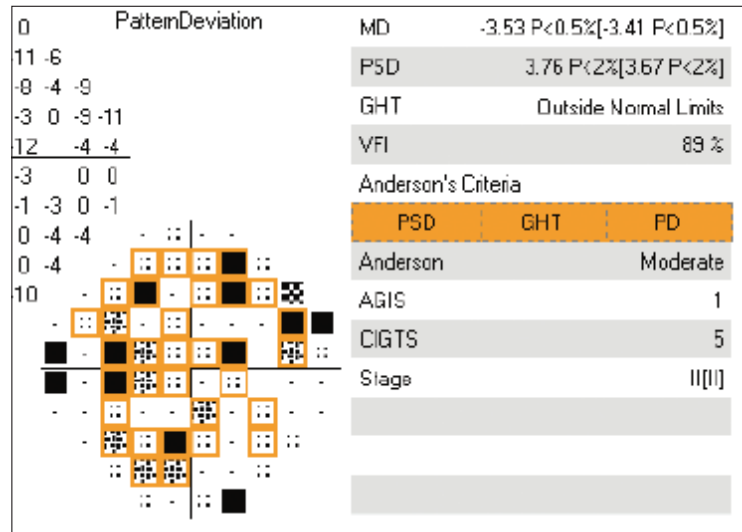 PatternDeviation
0
-11 -6
-8 -4 -9
-3 0 -9 -11
-12 -4 -4
-3 0 0
-1 -3 0 -1
0 -4 -4
0 -4
-10
MD -3.53 P<0.5%[-3.41 P<0.5%]
PSD 3.76 P<2%[3.67 P<2%]
GHT Outside Normal Limits
VFI 89 %
Anderson's Criteria
PSD GHT PD
Anderson Moderate
AGIS 1
CIGTS 5
Stage II[II]